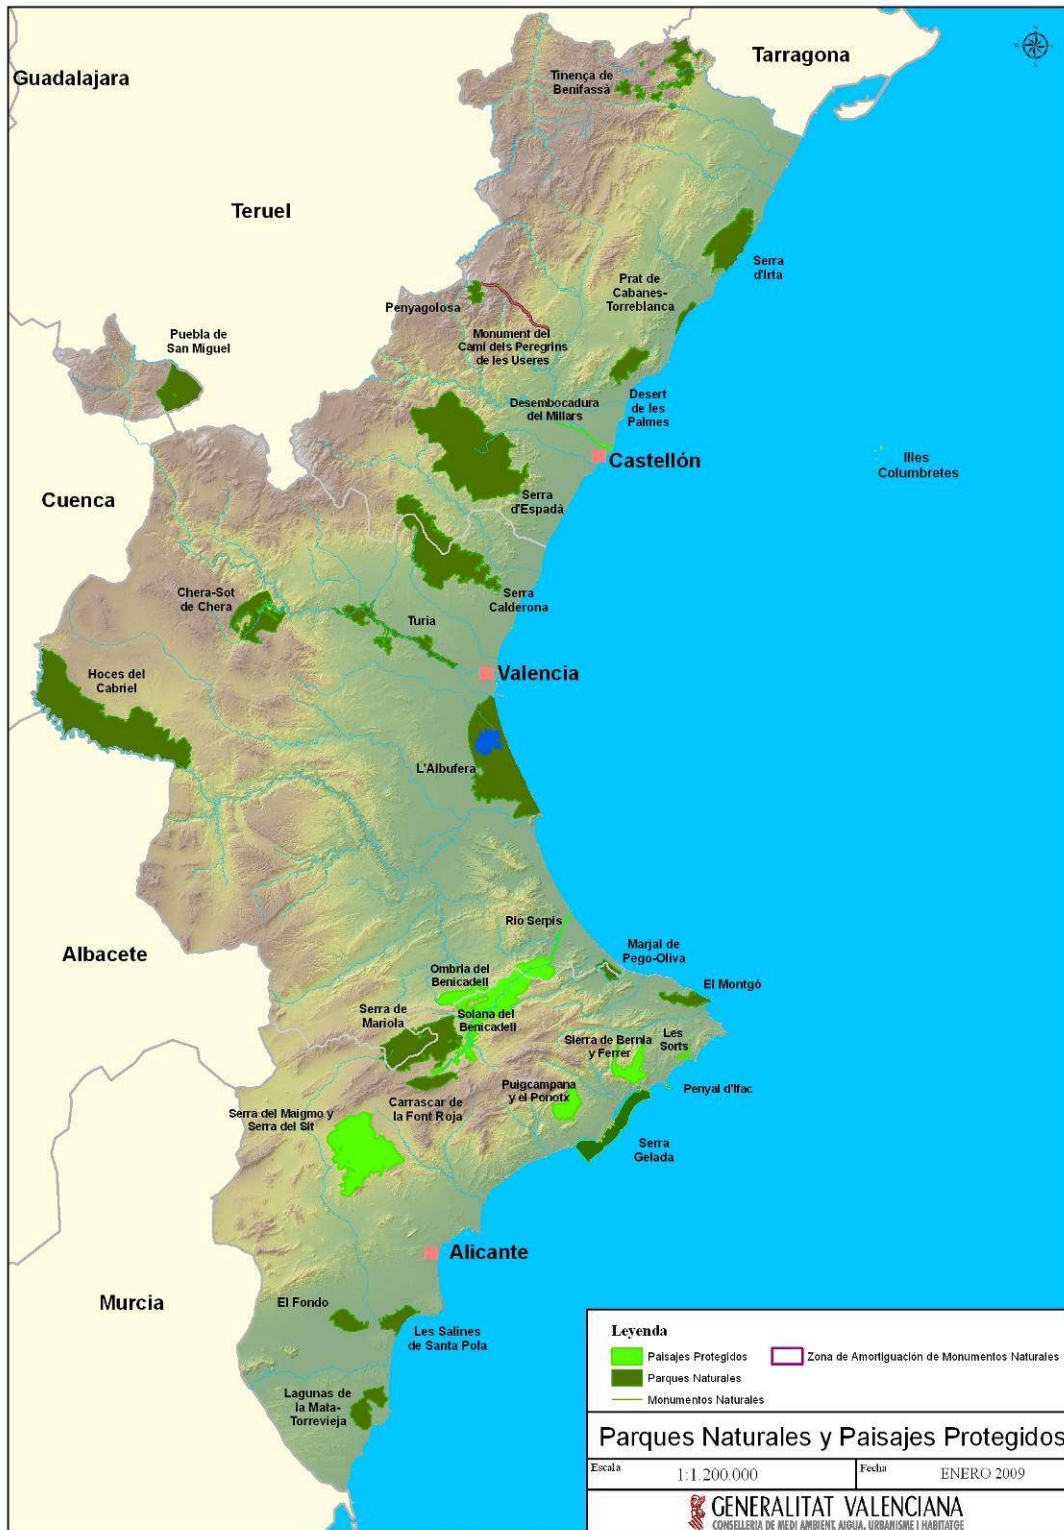 Tarragona
Guadalajara
Tinença de
Benifassà
Teruel
Serra
d'Irta
Prat de
Cabanes-
Torreblanca
Penyagolosa
Monument del
Camí dels Peregrins
de les Useres
Puebla de
San Miguel
Desert
de les
Palmes
Desembocadura
del Millars
Castellón
Illes
Columbretes
Cuenca
Serra
d'Espadà
Chera-Sot
de Chera
Serra
Calderona
Turia
Valencia
Hoces del
Cabriel
L'Albufera
Río Serpis
Marjal de
Pego-Oliva
Albacete
Ombria del
Benicadell
El Montgó
Serra de
Mariola
Solana del
Benicadell
Sierra de Bernia
y Ferrer
Les
Sorts
Penyal d'Ifac
Puigcampana
y el Ponotx
Carrascar de
la Font Roja
Serra del Maigmo y
Serra del Sit
Serra
Gelada
Alicante
Murcia
El Fondo
Les Salines
de Santa Pola
Lagunas de
la Mata-
Torrevieja
Leyenda
Paisajes Protegidos
Zona de Amortiguación de Monumentos Naturales
Parques Naturales
Monumentos Naturales
Parques Naturales y Paisajes Protegidos
Escala 1:1.200.000 Fecha ENERO 2009
GENERALITAT VALENCIANA
CONSELLERIA DE MEDI AMBIENT, AIGUA, URBANISME I HABITATGE